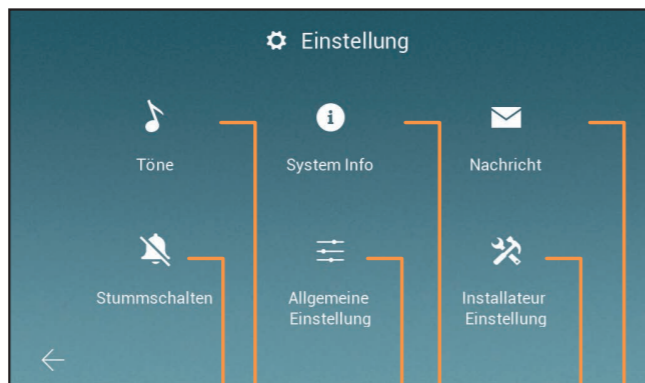 Einstellung
Töne
System Info
Nachricht
Stummschalten
Allgemeine
Einstellung
Installateur
Einstellung